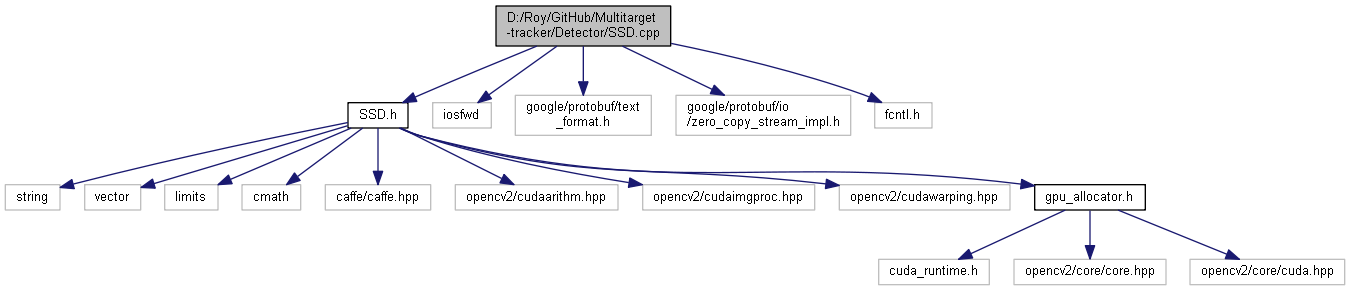 D:/Roy/GitHub/Multitarget
-tracker/Detector/SSD.cpp
SSD.h
iosfwd
google/protobuf/text
_format.h
google/protobuf/io
/zero_copy_stream_impl.h
fcntl.h
string
vector
limits
cmath
caffe/caffe.hpp
opencv2/cudaarithm.hpp
opencv2/cudaimgproc.hpp
opencv2/cudawarping.hpp
gpu_allocator.h
cuda_runtime.h
opencv2/core/core.hpp
opencv2/core/cuda.hpp